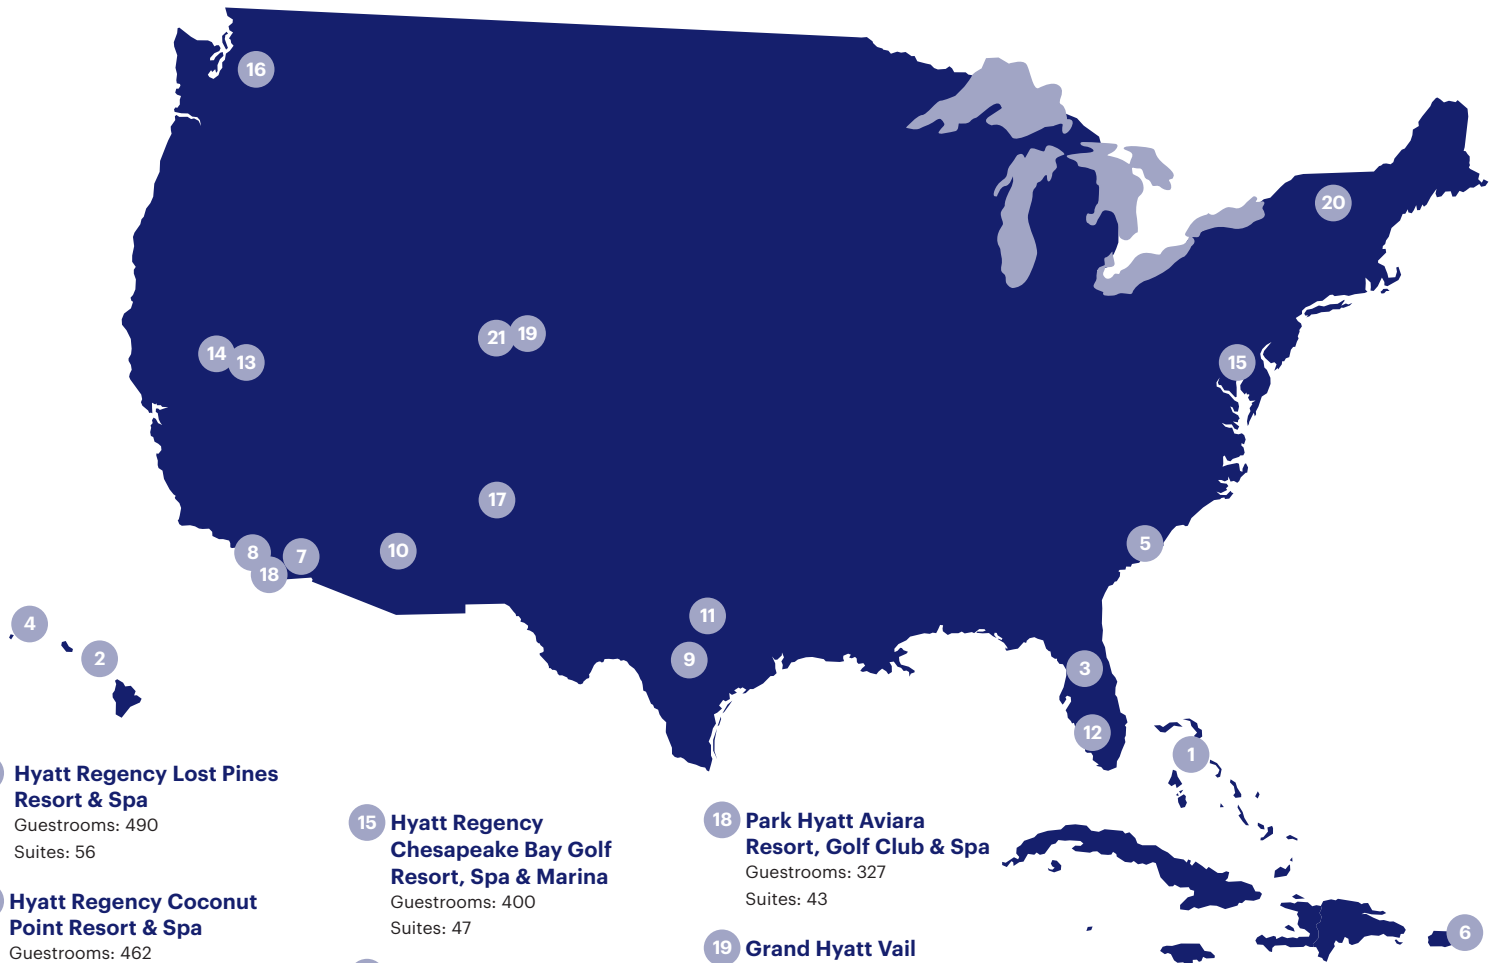 16
20
21
19
14
13
15
17
10
8
7
18
5
11
9
4
2
3
12
1
6
Hyatt Regency Lost Pines
Resort & Spa
Guestrooms: 490
Suites: 56
Hyatt Regency Coconut
Point Resort & Spa
Guestrooms: 462
15 Hyatt Regency
Chesapeake Bay Golf
Resort, Spa & Marina
Guestrooms: 400
Suites: 47
18 Park Hyatt Aviara
Resort, Golf Club & Spa
Guestrooms: 327
Suites: 43
19 Grand Hyatt Vail